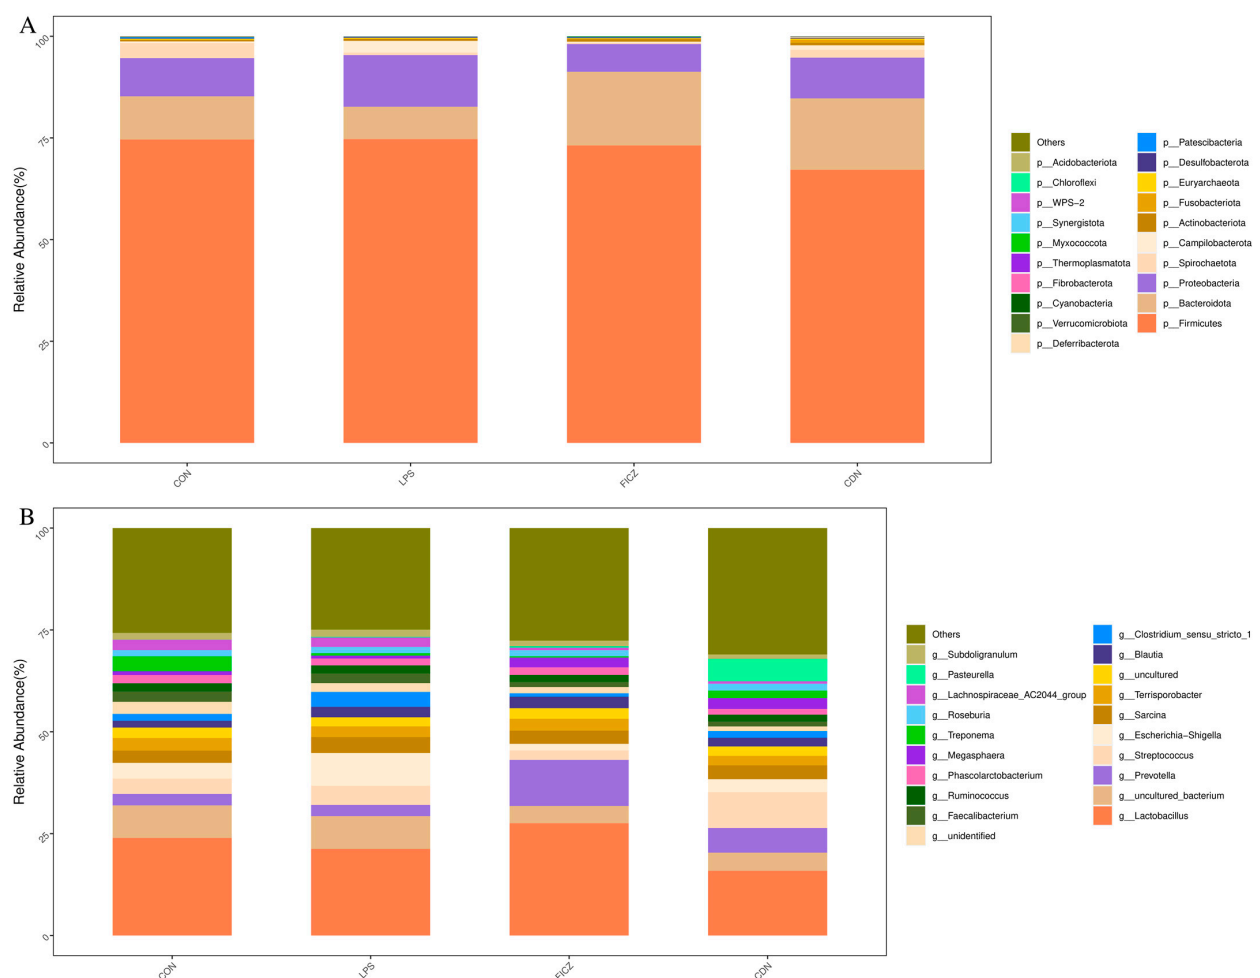 A
Relative Abundance(%)
100
75
50
25
0
CON
LPS
FICZ
CDN
Others
p__Acidobacteriota
p__Chloroflexi
p__WPS-2
p__Synergistota
p__Myxococcota
p__Thermoplasmatota
p__Fibrobacterota
p__Cyanobacteria
p__Verrucomicrobiota
p__Deferribacterota
p__Patescibacteria
p__Desulfobacterota
p__Euryarchaeota
p__Fusobacteriota
p__Actinobacteriota
p__Campilobacterota
p__Spirochaetota
p__Proteobacteria
p__Bacteroidota
p__Firmicutes
B
Relative Abundance(%)
100
75
50
25
0
CON
LPS
FICZ
CDN
Others
g__Subdoligranulum
g__Pasteurella
g__Lachnospiraceae_AC2044_group
g__Roseburia
g__Treponema
g__Megasphaera
g__Phascolarctobacterium
g__Ruminococcus
g__Faecalibacterium
g__unidentified
g__Clostridium_sensu_stricto_1
g__Blautia
g__uncultured
g__Terrisporobacter
g__Sarcina
g__Escherichia-Shigella
g__Streptococcus
g__Prevotella
g__uncultured_bacterium
g__Lactobacillus